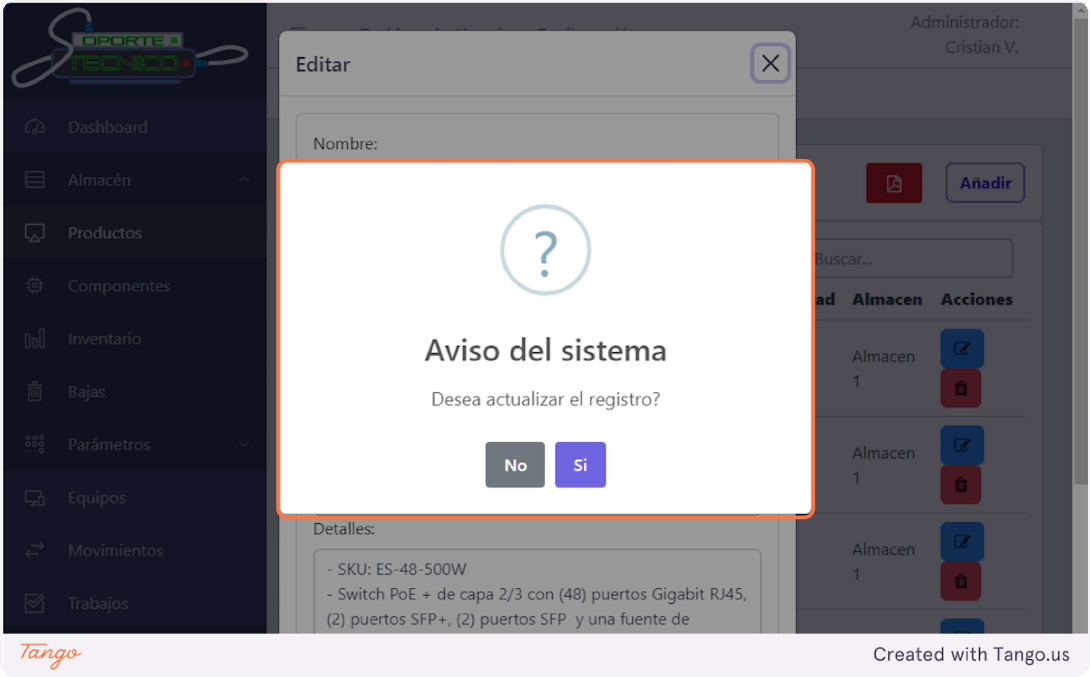 SOPORTE
TECNICO
Administrador:
Cristian V.
Dashboard
Almacén
Productos
Componentes
Inventario
Bajas
Parámetros
Equipos
Movimientos
Trabajos
Editar
Nombre:
Añadir
Buscar...
ad Almacen Acciones
Almacen
1
Almacen
1
Almacen
1
?
Aviso del sistema
Desea actualizar el registro?
No Si
Detalles:
- SKU: ES-48-500W
- Switch PoE + de capa 2/3 con (48) puertos Gigabit RJ45,
(2) puertos SFP+, (2) puertos SFP y una fuente de
Tango
Created with Tango.us